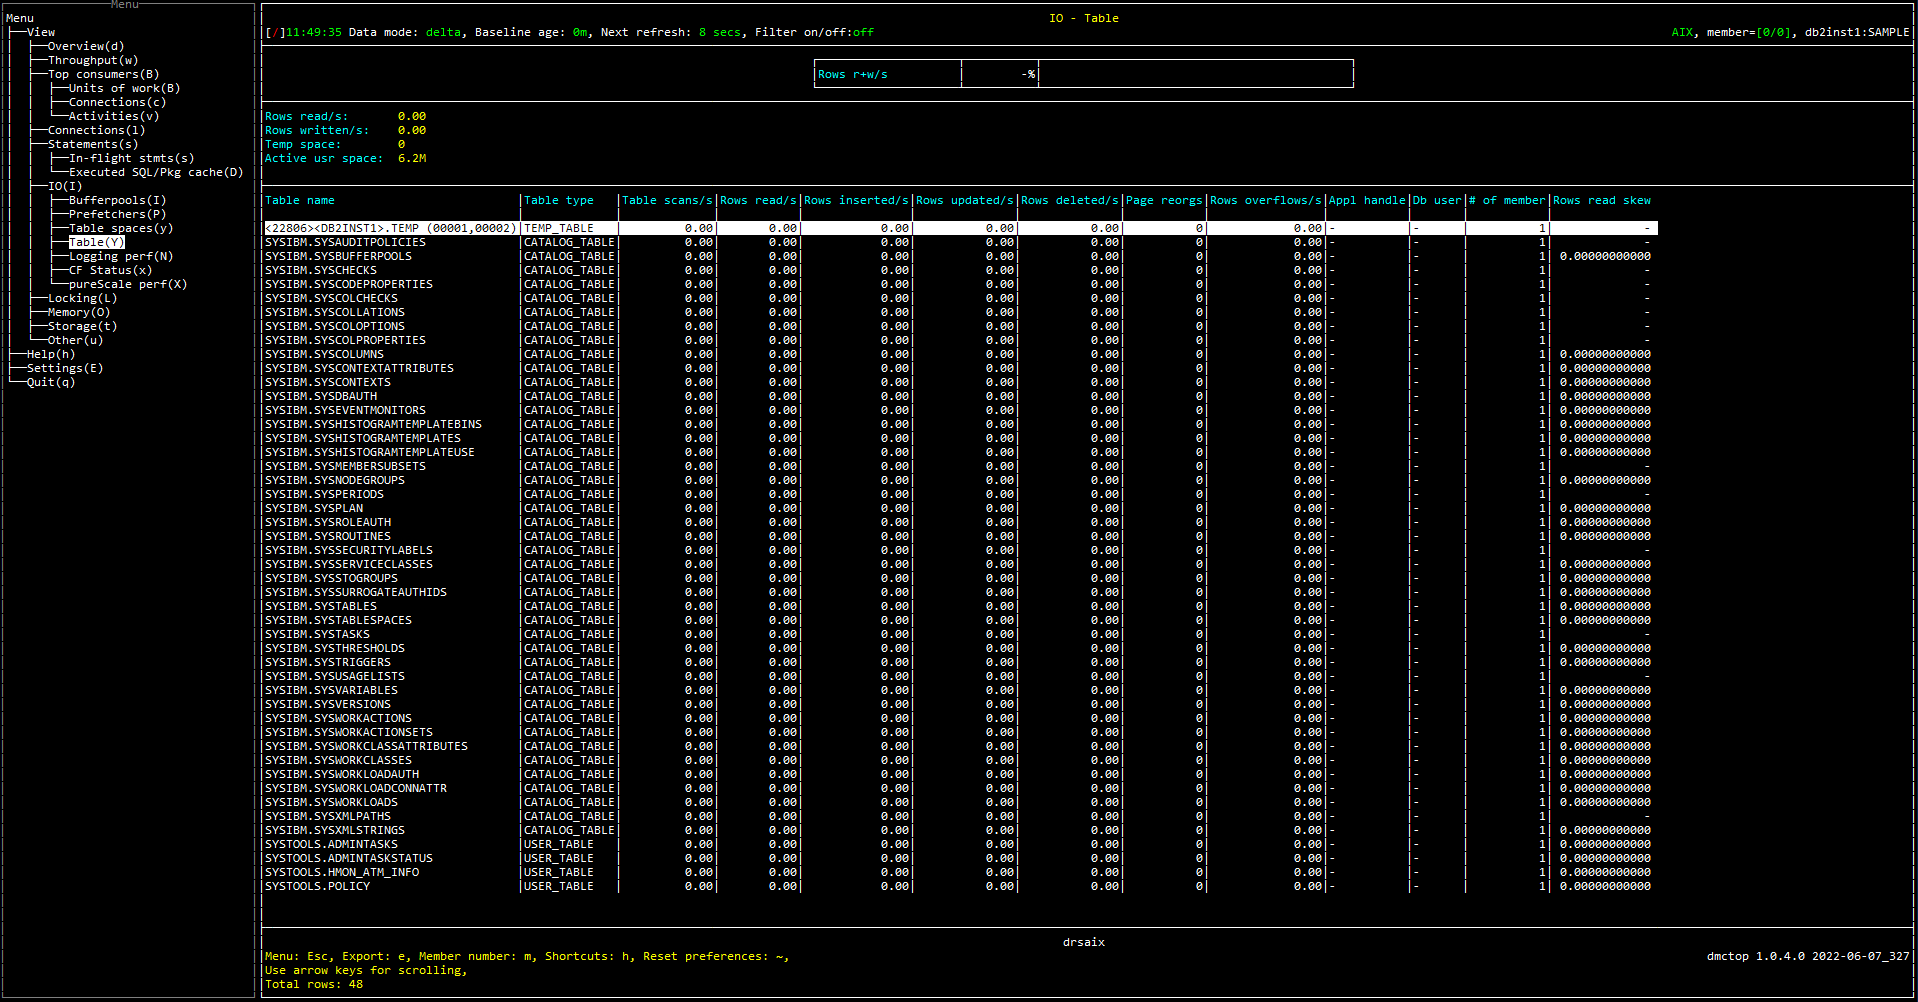 Menu
Menu
View
Overview(d)
Throughput(w)
Top consumers(B)
Units of work(B)
Connections(c)
Activities(v)
Connections(l)
Statements(s)
In-flight stmts(s)
Executed SQL/Pkg cache(D)
IO(I)
Bufferpools(I)
Prefetchers(P)
Table spaces(y)
Table(Y)
Logging perf(N)
CF Status(x)
pureScale perf(X)
Locking(L)
Memory(O)
Storage(t)
Other(u)
Help(h)
Settings(E)
Quit(q)
IO - Table
[/]11:49:35 Data mode: delta, Baseline age: 0m, Next refresh: 8 secs, Filter on/off:off AIX, member=[0/0], db2inst1:SAMPLE
Rows r+w/s -%
Rows read/s: 0.00
Rows written/s: 0.00
Temp space: 0
Active usr space: 6.2M
Table name |Table type |Table scans/s|Rows read/s|Rows inserted/s|Rows updated/s|Rows deleted/s|Page reorgs|Rows overflows/s|Appl handle|Db user|# of member|Rows read skew
<22806><DB2INST1>.TEMP (00001,00002)|TEMP_TABLE | 0.00| 0.00| 0.00| 0.00| 0.00| 0| 0.00|- |- | 1| -
SYSIBM.SYSAUDITPOLICIES |CATALOG_TABLE| 0.00| 0.00| 0.00| 0.00| 0.00| 0| 0.00|- |- | 1| -
SYSIBM.SYSBUFFERPOOLS |CATALOG_TABLE| 0.00| 0.00| 0.00| 0.00| 0.00| 0| 0.00|- |- | 1| 0.00000000000
SYSIBM.SYSCHECKS |CATALOG_TABLE| 0.00| 0.00| 0.00| 0.00| 0.00| 0| 0.00|- |- | 1| -
SYSIBM.SYSCODEPROPERTIES |CATALOG_TABLE| 0.00| 0.00| 0.00| 0.00| 0.00| 0| 0.00|- |- | 1| -
SYSIBM.SYSCOLCHECKS |CATALOG_TABLE| 0.00| 0.00| 0.00| 0.00| 0.00| 0| 0.00|- |- | 1| -
SYSIBM.SYSCOLLATIONS |CATALOG_TABLE| 0.00| 0.00| 0.00| 0.00| 0.00| 0| 0.00|- |- | 1| -
SYSIBM.SYSCOLOPTIONS |CATALOG_TABLE| 0.00| 0.00| 0.00| 0.00| 0.00| 0| 0.00|- |- | 1| -
SYSIBM.SYSCOLPROPERTIES |CATALOG_TABLE| 0.00| 0.00| 0.00| 0.00| 0.00| 0| 0.00|- |- | 1| -
SYSIBM.SYSCOLUMNS |CATALOG_TABLE| 0.00| 0.00| 0.00| 0.00| 0.00| 0| 0.00|- |- | 1| 0.00000000000
SYSIBM.SYSCONTEXTATTRIBUTES |CATALOG_TABLE| 0.00| 0.00| 0.00| 0.00| 0.00| 0| 0.00|- |- | 1| 0.00000000000
SYSIBM.SYSCONTEXTS |CATALOG_TABLE| 0.00| 0.00| 0.00| 0.00| 0.00| 0| 0.00|- |- | 1| 0.00000000000
SYSIBM.SYSDBAUTH |CATALOG_TABLE| 0.00| 0.00| 0.00| 0.00| 0.00| 0| 0.00|- |- | 1| 0.00000000000
SYSIBM.SYSEVENTMONITORS |CATALOG_TABLE| 0.00| 0.00| 0.00| 0.00| 0.00| 0| 0.00|- |- | 1| 0.00000000000
SYSIBM.SYSHISTOGRAMTEMPLATEBINS |CATALOG_TABLE| 0.00| 0.00| 0.00| 0.00| 0.00| 0| 0.00|- |- | 1| 0.00000000000
SYSIBM.SYSHISTOGRAMTEMPLATES |CATALOG_TABLE| 0.00| 0.00| 0.00| 0.00| 0.00| 0| 0.00|- |- | 1| 0.00000000000
SYSIBM.SYSHISTOGRAMTEMPLATEUSE |CATALOG_TABLE| 0.00| 0.00| 0.00| 0.00| 0.00| 0| 0.00|- |- | 1| 0.00000000000
SYSIBM.SYSMEMBERSUBSETS |CATALOG_TABLE| 0.00| 0.00| 0.00| 0.00| 0.00| 0| 0.00|- |- | 1| -
SYSIBM.SYSNODEGROUPS |CATALOG_TABLE| 0.00| 0.00| 0.00| 0.00| 0.00| 0| 0.00|- |- | 1| 0.00000000000
SYSIBM.SYSPERIODS |CATALOG_TABLE| 0.00| 0.00| 0.00| 0.00| 0.00| 0| 0.00|- |- | 1| -
SYSIBM.SYSPLAN |CATALOG_TABLE| 0.00| 0.00| 0.00| 0.00| 0.00| 0| 0.00|- |- | 1| 0.00000000000
SYSIBM.SYSROLEAUTH |CATALOG_TABLE| 0.00| 0.00| 0.00| 0.00| 0.00| 0| 0.00|- |- | 1| 0.00000000000
SYSIBM.SYSROUTINES |CATALOG_TABLE| 0.00| 0.00| 0.00| 0.00| 0.00| 0| 0.00|- |- | 1| 0.00000000000
SYSIBM.SYSSECURITYLABELS |CATALOG_TABLE| 0.00| 0.00| 0.00| 0.00| 0.00| 0| 0.00|- |- | 1| -
SYSIBM.SYSSERVICECLASSES |CATALOG_TABLE| 0.00| 0.00| 0.00| 0.00| 0.00| 0| 0.00|- |- | 1| 0.00000000000
SYSIBM.SYSSTOGROUPS |CATALOG_TABLE| 0.00| 0.00| 0.00| 0.00| 0.00| 0| 0.00|- |- | 1| 0.00000000000
SYSIBM.SYSSURROGATEAUTHIDS |CATALOG_TABLE| 0.00| 0.00| 0.00| 0.00| 0.00| 0| 0.00|- |- | 1| 0.00000000000
SYSIBM.SYSTABLES |CATALOG_TABLE| 0.00| 0.00| 0.00| 0.00| 0.00| 0| 0.00|- |- | 1| 0.00000000000
SYSIBM.SYSTABLESPACES |CATALOG_TABLE| 0.00| 0.00| 0.00| 0.00| 0.00| 0| 0.00|- |- | 1| 0.00000000000
SYSIBM.SYSTASKS |CATALOG_TABLE| 0.00| 0.00| 0.00| 0.00| 0.00| 0| 0.00|- |- | 1| -
SYSIBM.SYSTHRESHOLDS |CATALOG_TABLE| 0.00| 0.00| 0.00| 0.00| 0.00| 0| 0.00|- |- | 1| 0.00000000000
SYSIBM.SYSTRIGGERS |CATALOG_TABLE| 0.00| 0.00| 0.00| 0.00| 0.00| 0| 0.00|- |- | 1| 0.00000000000
SYSIBM.SYSUSAGELISTS |CATALOG_TABLE| 0.00| 0.00| 0.00| 0.00| 0.00| 0| 0.00|- |- | 1| -
SYSIBM.SYSVARIABLES |CATALOG_TABLE| 0.00| 0.00| 0.00| 0.00| 0.00| 0| 0.00|- |- | 1| 0.00000000000
SYSIBM.SYSVERSIONS |CATALOG_TABLE| 0.00| 0.00| 0.00| 0.00| 0.00| 0| 0.00|- |- | 1| 0.00000000000
SYSIBM.SYSWORKACTIONS |CATALOG_TABLE| 0.00| 0.00| 0.00| 0.00| 0.00| 0| 0.00|- |- | 1| 0.00000000000
SYSIBM.SYSWORKACTIONSETS |CATALOG_TABLE| 0.00| 0.00| 0.00| 0.00| 0.00| 0| 0.00|- |- | 1| 0.00000000000
SYSIBM.SYSWORKCLASSATTRIBUTES |CATALOG_TABLE| 0.00| 0.00| 0.00| 0.00| 0.00| 0| 0.00|- |- | 1| 0.00000000000
SYSIBM.SYSWORKCLASSES |CATALOG_TABLE| 0.00| 0.00| 0.00| 0.00| 0.00| 0| 0.00|- |- | 1| 0.00000000000
SYSIBM.SYSWORKLOADAUTH |CATALOG_TABLE| 0.00| 0.00| 0.00| 0.00| 0.00| 0| 0.00|- |- | 1| 0.00000000000
SYSIBM.SYSWORKLOADCONNATTR |CATALOG_TABLE| 0.00| 0.00| 0.00| 0.00| 0.00| 0| 0.00|- |- | 1| 0.00000000000
SYSIBM.SYSWORKLOADS |CATALOG_TABLE| 0.00| 0.00| 0.00| 0.00| 0.00| 0| 0.00|- |- | 1| 0.00000000000
SYSIBM.SYSXMLPATHS |CATALOG_TABLE| 0.00| 0.00| 0.00| 0.00| 0.00| 0| 0.00|- |- | 1| -
SYSIBM.SYSXMLSTRINGS |CATALOG_TABLE| 0.00| 0.00| 0.00| 0.00| 0.00| 0| 0.00|- |- | 1| 0.00000000000
SYSTOOLS.ADMINTASKS |USER_TABLE | 0.00| 0.00| 0.00| 0.00| 0.00| 0| 0.00|- |- | 1| 0.00000000000
SYSTOOLS.ADMINTASKSTATUS |USER_TABLE | 0.00| 0.00| 0.00| 0.00| 0.00| 0| 0.00|- |- | 1| 0.00000000000
SYSTOOLS.HMON_ATM_INFO |USER_TABLE | 0.00| 0.00| 0.00| 0.00| 0.00| 0| 0.00|- |- | 1| 0.00000000000
SYSTOOLS.POLICY |USER_TABLE | 0.00| 0.00| 0.00| 0.00| 0.00| 0| 0.00|- |- | 1| 0.00000000000
drsaix
Menu: Esc, Export: e, Member number: m, Shortcuts: h, Reset preferences: ~, dmctop 1.0.4.0 2022-06-07_327
Use arrow keys for scrolling,
Total rows: 48